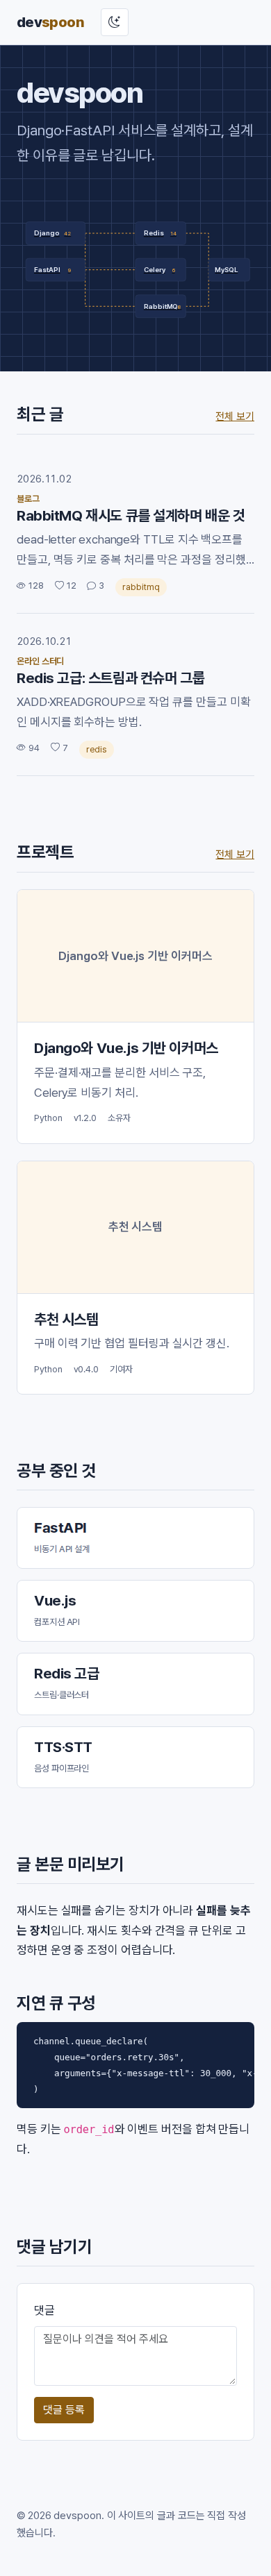 devspoon
devspoon
Django·FastAPI 서비스를 설계하고, 설계
한 이유를 글로 남깁니다.
Django 42
Redis 14
FastAPI 9
Celery 6
MySQL
RabbitMQ
최근 글
전체 보기
2026.11.02
블로그
RabbitMQ 재시도 큐를 설계하며 배운 것
dead-letter exchange와 TTL로 지수 백오프를
만들고, 멱등 키로 중복 처리를 막은 과정을 정리했...
128 12 3 rabbitmq
2026.10.21
온라인 스터디
Redis 고급: 스트림과 컨슈머 그룹
XADD·XREADGROUP으로 작업 큐를 만들고 미확
인 메시지를 회수하는 방법.
94 7 redis
프로젝트
전체 보기
Django와 Vue.js 기반 이커머스
Django와 Vue.js 기반 이커머스
주문·결제·재고를 분리한 서비스 구조,
Celery로 비동기 처리.
Python v1.2.0 소유자
추천 시스템
추천 시스템
구매 이력 기반 협업 필터링과 실시간 갱신.
Python v0.4.0 기여자
공부 중인 것
FastAPI
비동기 API 설계
Vue.js
컴포지션 API
Redis 고급
스트림·클러스터
TTS·STT
음성 파이프라인
글 본문 미리보기
재시도는 실패를 숨기는 장치가 아니라 실패를 늦추
는 장치입니다. 재시도 횟수와 간격을 큐 단위로 고
정하면 운영 중 조정이 어렵습니다.
지연 큐 구성
channel.queue_declare(
queue="orders.retry.30s",
arguments={"x-message-ttl": 30_000, "x-
)
멱등 키는 order_id와 이벤트 버전을 합쳐 만듭니
다.
댓글 남기기
댓글
질문이나 의견을 적어 주세요
댓글 등록
© 2026 devspoon. 이 사이트의 글과 코드는 직접 작성
했습니다.